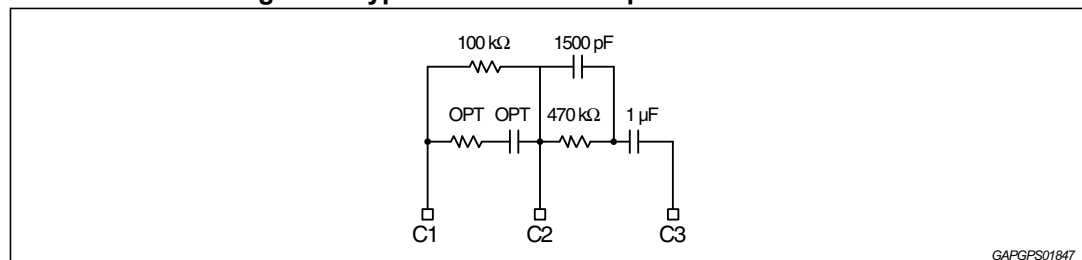 100 kΩ 1500 pF
OPT OPT 470 kΩ 1 µF
C1 C2 C3
GAPGPS01847